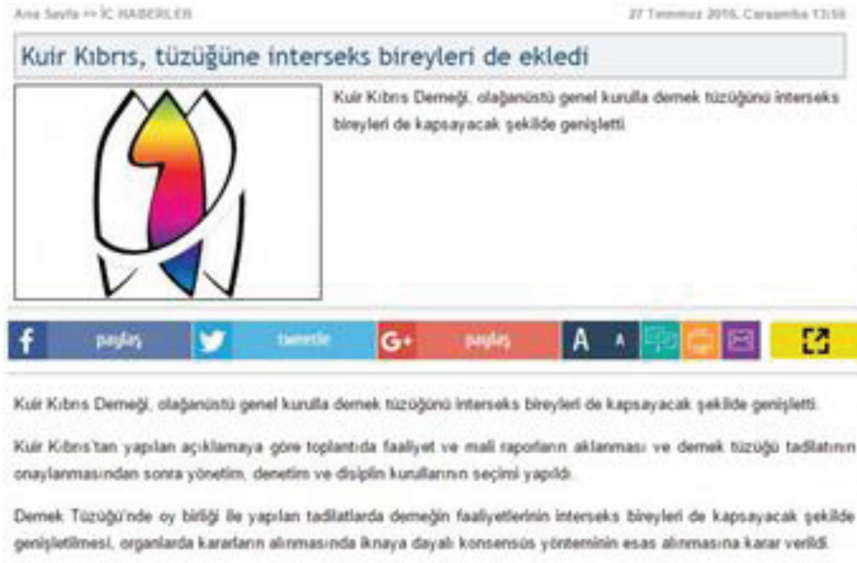 Ana Sayfa >> İÇ HABERLER
27 Temmuz 2016, Çarşamba 13:58
Kuir Kıbrıs, tüzüğüne interseks bireyleri de ekledi
Kuir Kıbrıs Derneği, olağanüstü genel kurulla dernek tüzüğünü interseks
bireyleri de kapsayacak şekilde genişletti
f paylaş tweetle G+ paylaş A A
Kuir Kıbrıs Derneği, olağanüstü genel kurulla dernek tüzüğünü interseks bireyleri de kapsayacak şekilde genişletti.
Kuir Kıbrıs'tan yapılan açıklamaya göre toplantıda faaliyet ve mali raporların aklanması ve dernek tüzüğü tadilatının
onaylanmasından sonra yönetim, denetim ve disiplin kurullarının seçimi yapıldı.
Dernek Tüzüğü'nde oy birliği ile yapılan tadilatlarda derneğin faaliyetlerinin interseks bireyleri de kapsayacak şekilde
genişletilmesi, organlarda kararların alınmasında iknaya dayalı konsensüs yönteminin esas alınmasına karar verildi.